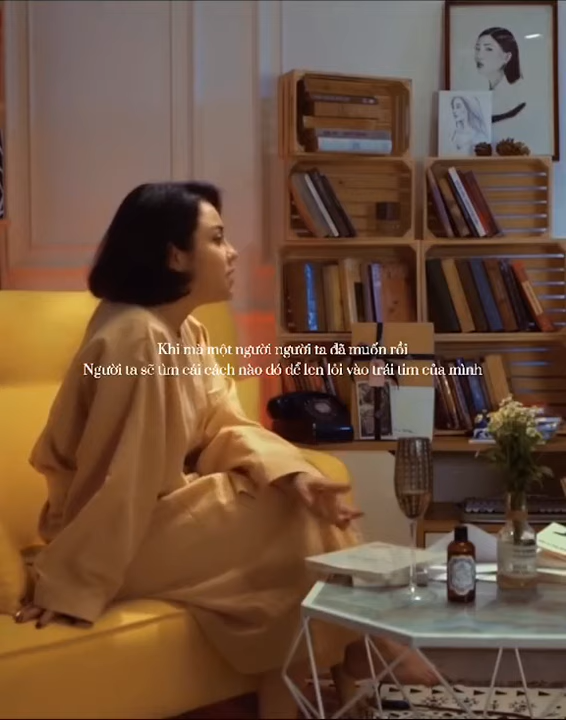 Khi mà một người người ta đã muốn rồi
Người ta sẽ tìm cái cách nào đó để len lỏi vào trái tim của mình